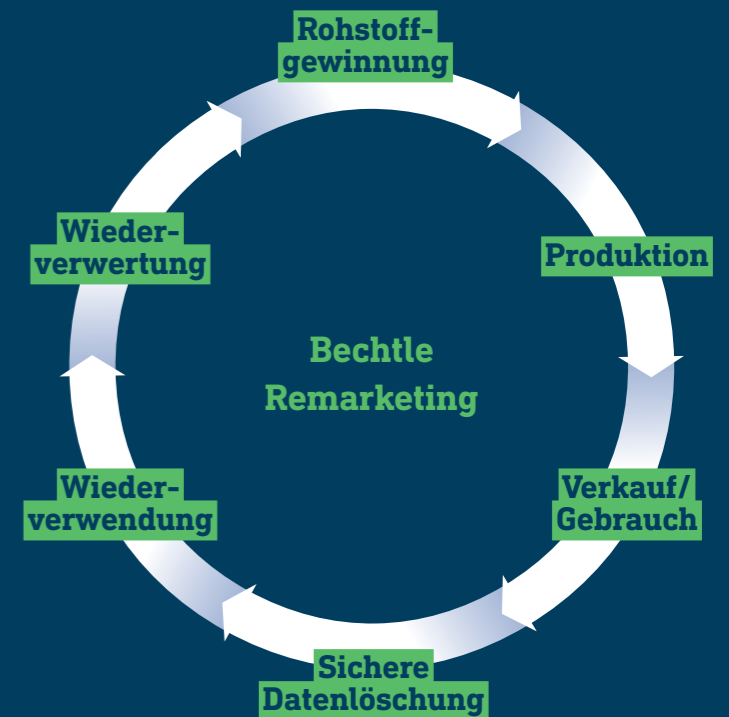 Rohstoff-
gewinnung
Produktion
Verkauf/
Gebrauch
Sichere
Datenlöschung
Wieder-
verwendung
Wieder-
verwertung
Bechtle
Remarketing